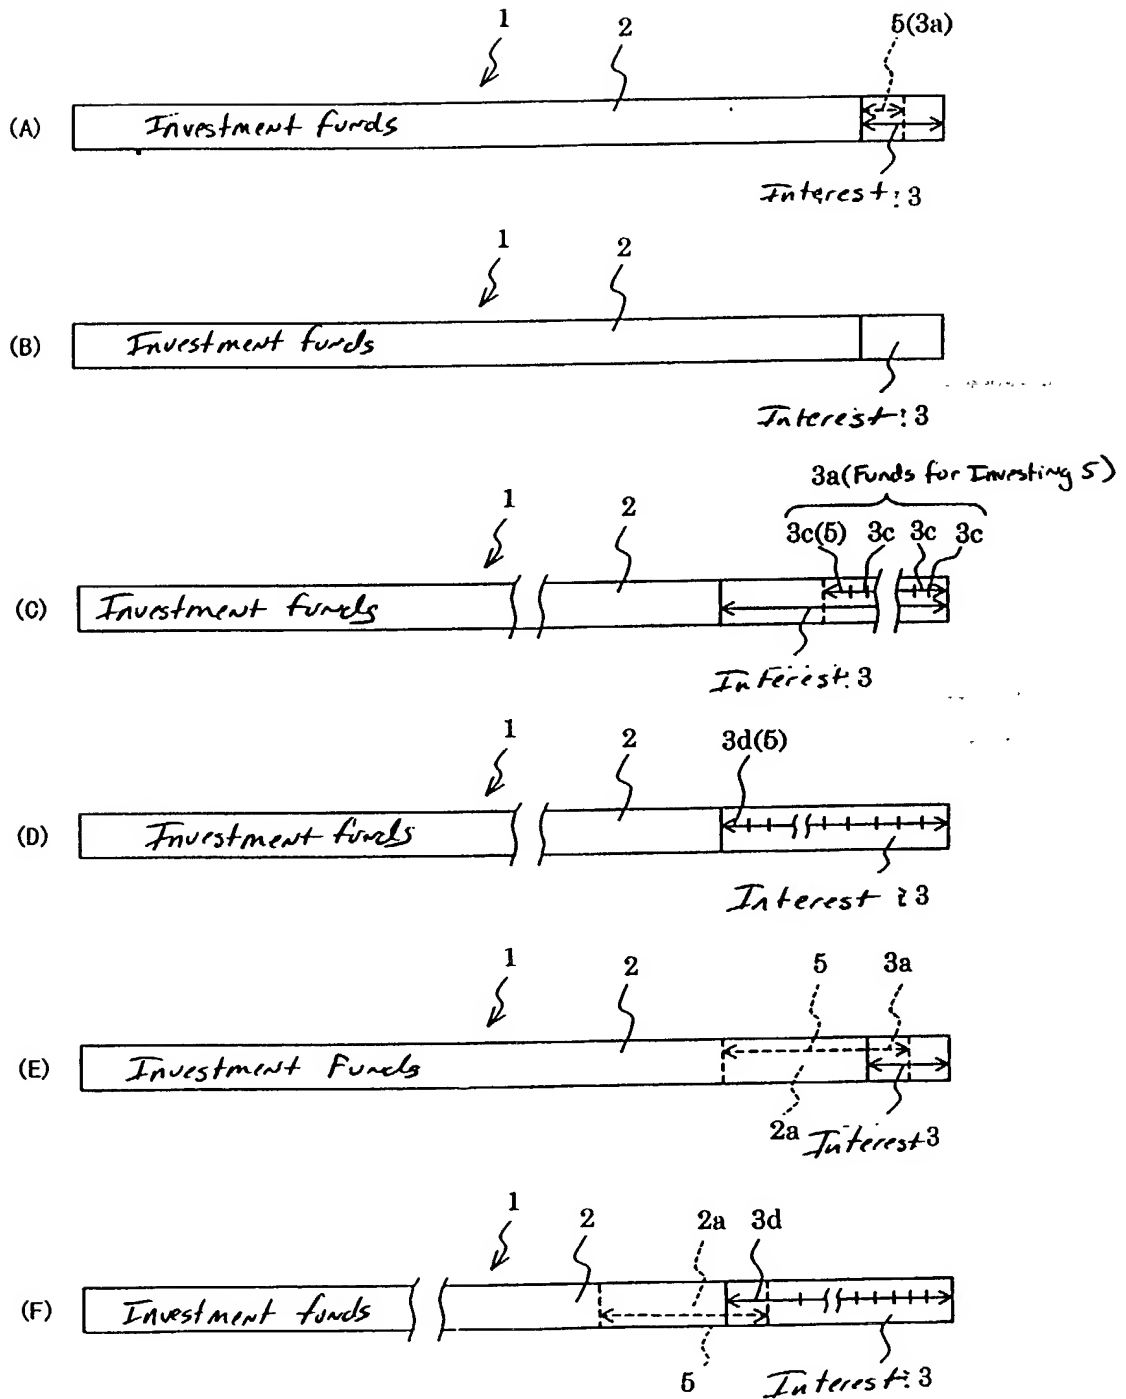 1 2 5(3a)
(A) Investment funds
Interest: 3
1 2
(B) Investment funds
Interest: 3
3a(Funds for Investing 5)
1 2 3c(5) 3c 3c 3c
(C) Investment funds
Interest: 3
1 2 3d(5)
(D) Investment funds
Interest: 3
1 2 5 3a
(E) Investment Funds
2a Interest 3
1 2 2a 3d
(F) Investment funds
5 Interest: 3